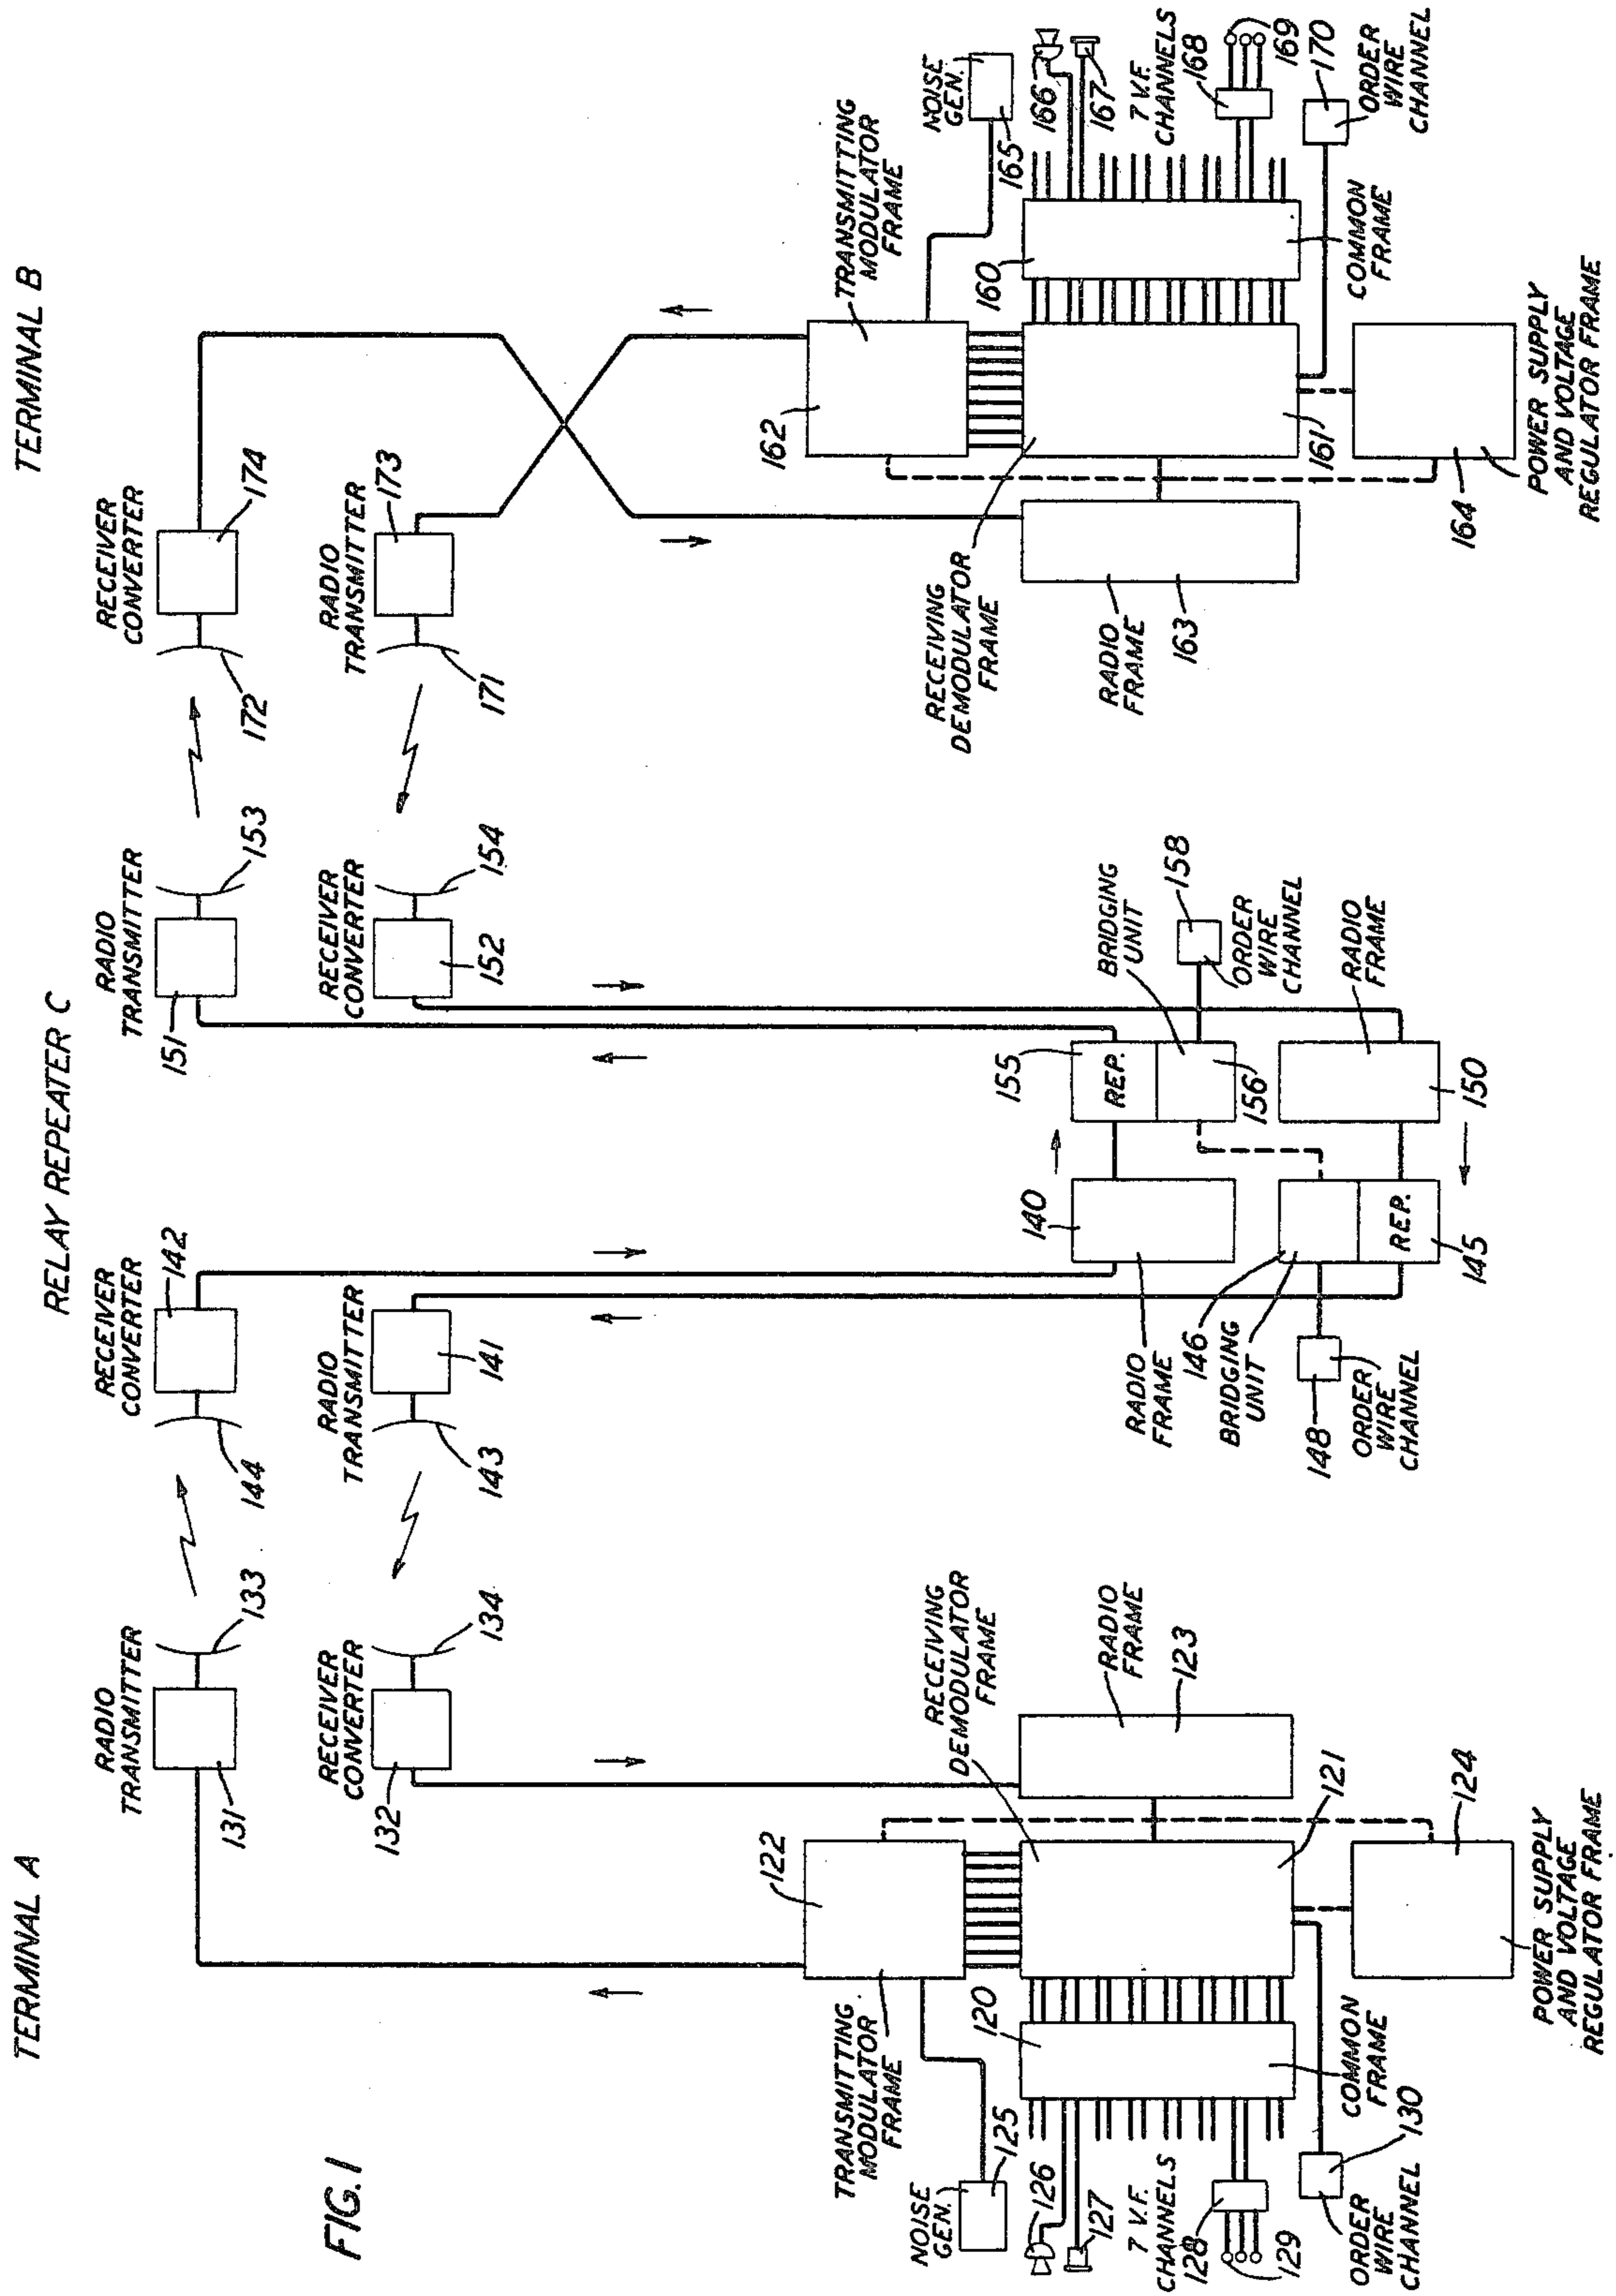 TERMINAL A
RELAY REPEATER C
TERMINAL B
FIG. 1
RADIO
TRANSMITTER
131
133
144
RECEIVER
CONVERTER
142
RADIO
TRANSMITTER
151
153
172
RECEIVER
CONVERTER
174
RECEIVER
CONVERTER
132
134
143
RADIO
TRANSMITTER
141
RECEIVER
CONVERTER
152
154
171
RADIO
TRANSMITTER
173
TRANSMITTING
MODULATOR
FRAME
122
RECEIVING
DEMODULATOR
FRAME
NOISE
GEN.
125
120
126
127
7 V.F.
CHANNELS
128
129
COMMON
FRAME
130
ORDER
WIRE
CHANNEL
RADIO
FRAME
123
121
124
POWER SUPPLY
AND VOLTAGE
REGULATOR FRAME
140
RADIO
FRAME
155
REP.
BRIDGING
UNIT
156
158
ORDER
WIRE
CHANNEL
146
BRIDGING
UNIT
148
ORDER
WIRE
CHANNEL
REP.
145
RADIO
FRAME
150
RECEIVING
DEMODULATOR
FRAME
RADIO
FRAME
163
162
TRANSMITTING
MODULATOR
FRAME
NOISE
GEN.
165
160
166
167
7 V.F.
CHANNELS
168
169
COMMON
FRAME
170
ORDER
WIRE
CHANNEL
161
164
POWER SUPPLY
AND VOLTAGE
REGULATOR FRAME